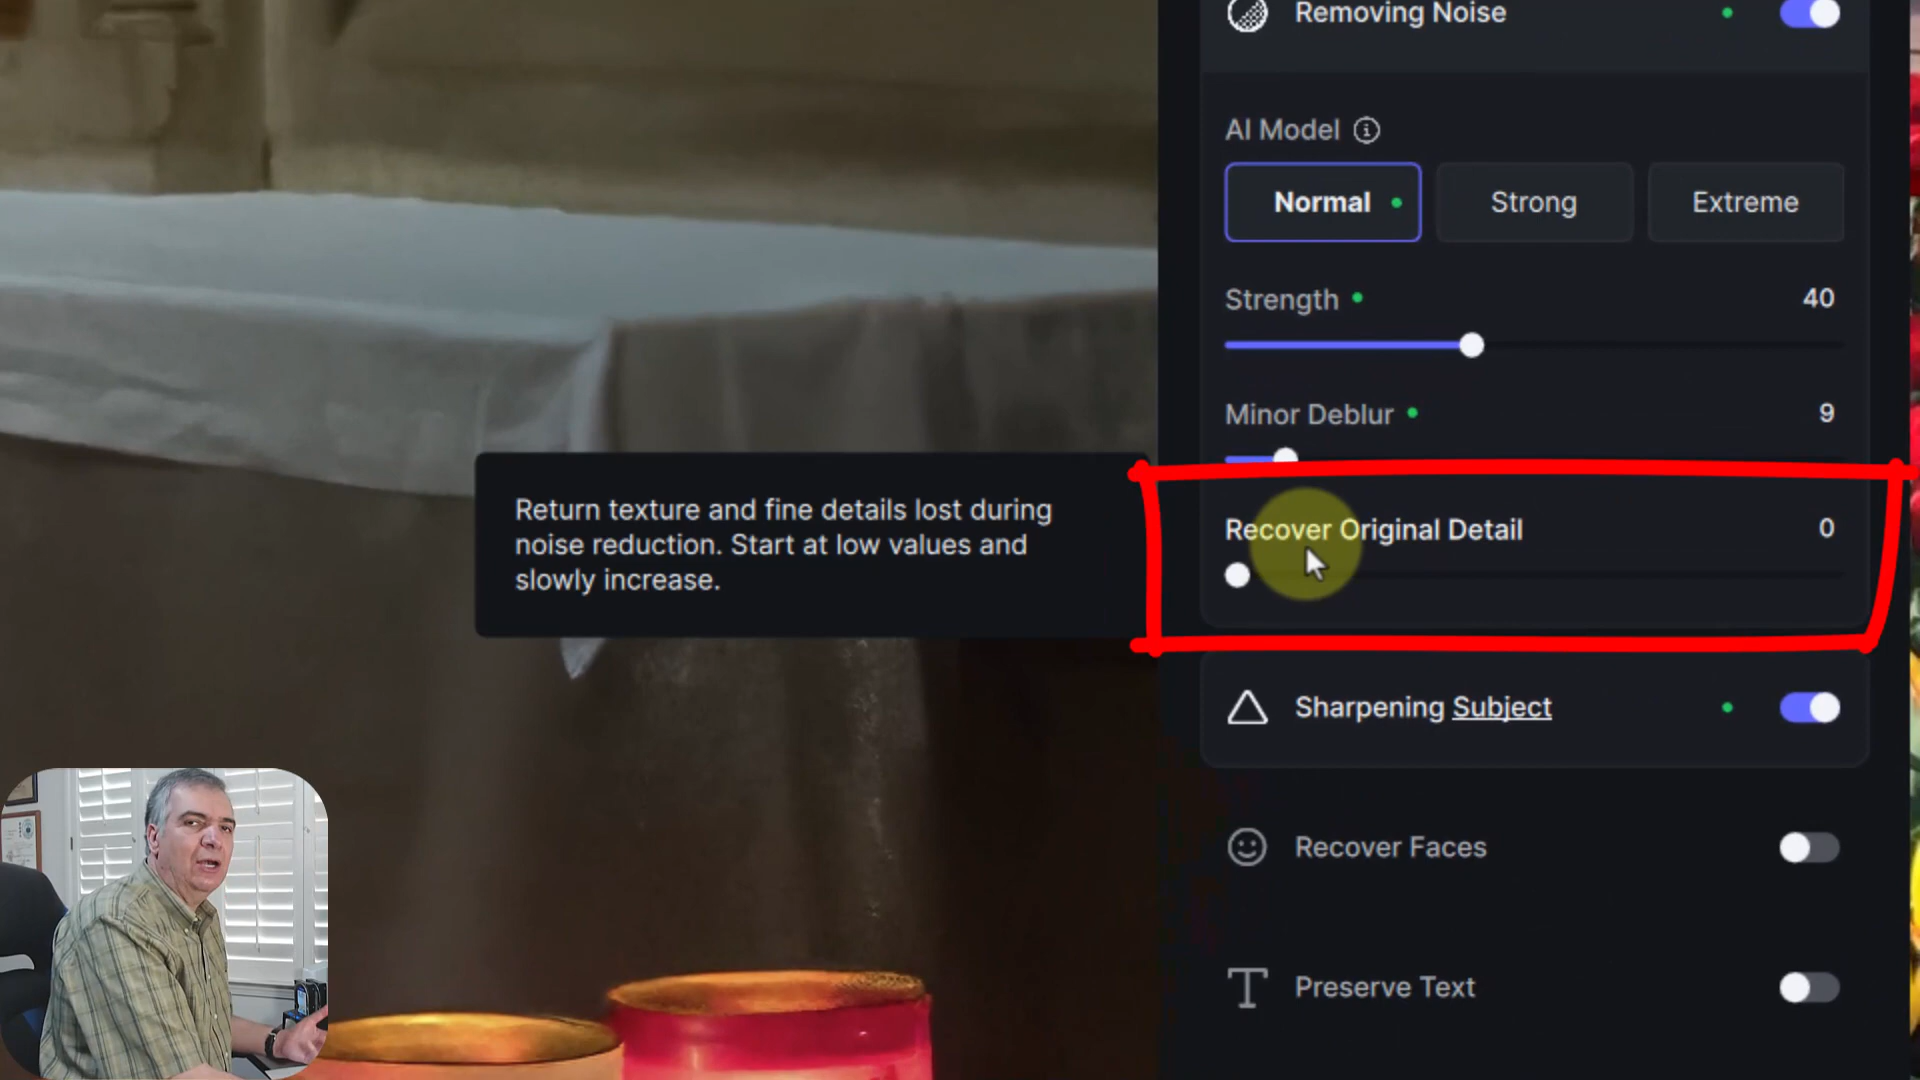 Removing Noise
AI Model
Normal
Strong
Extreme
Strength
40
Minor Deblur
9
Return texture and fine details lost during
noise reduction. Start at low values and
slowly increase.
Recover Original Detail
0
Sharpening Subject
Recover Faces
Preserve Text